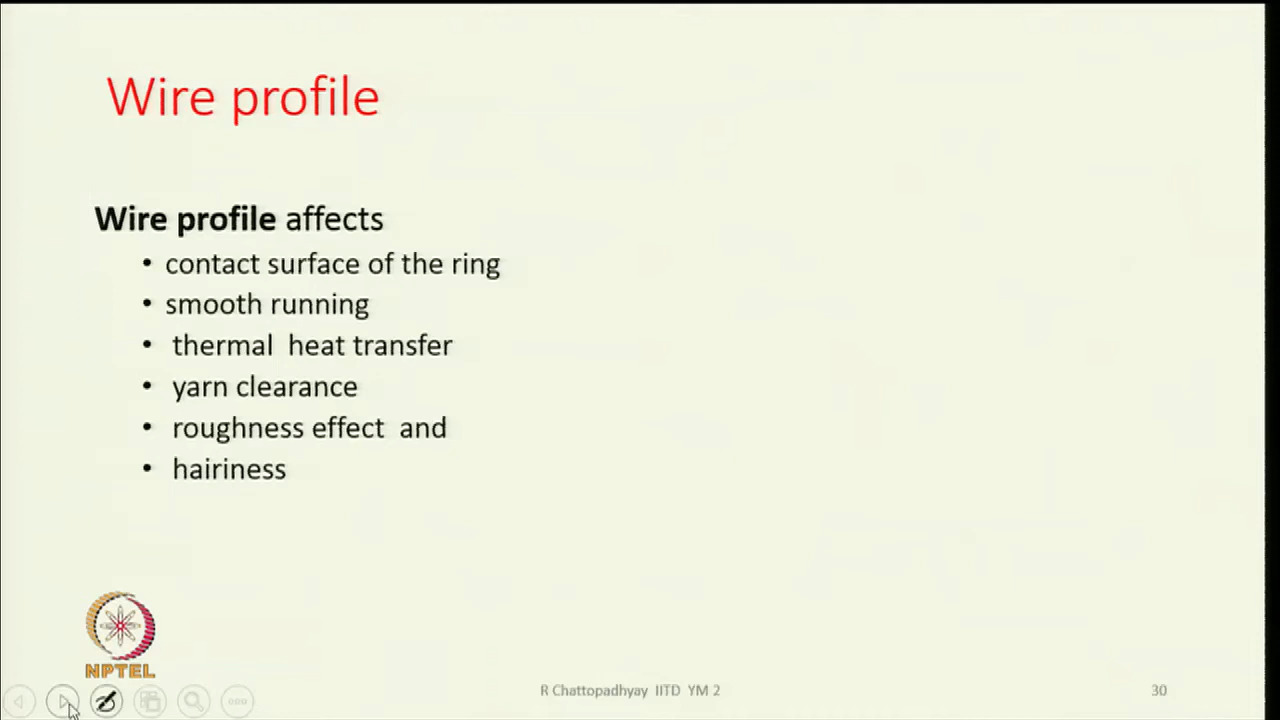 Wire profile
Wire profile affects
• contact surface of the ring
• smooth running
• thermal heat transfer
• yarn clearance
• roughness effect and
• hairiness
NPTEL
R Chattopadhyay IITD YM 2
30